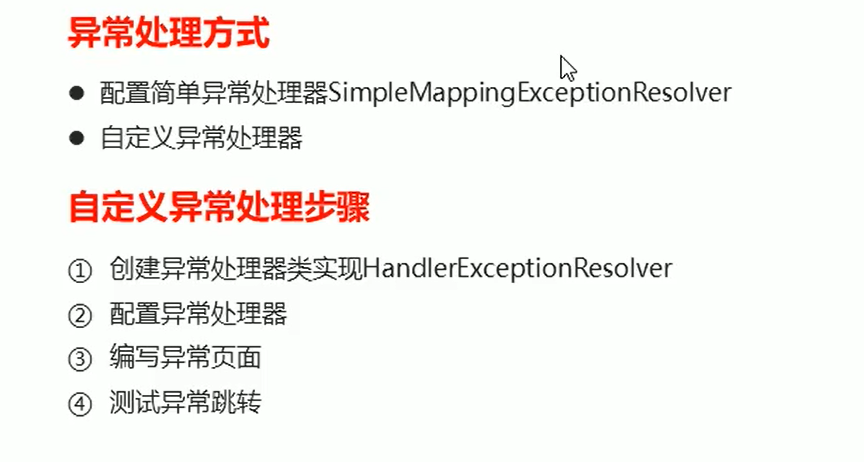 异常处理方式
● 配置简单异常处理器SimpleMappingExceptionResolver
● 自定义异常处理器
自定义异常处理步骤
① 创建异常处理器类实现HandlerExceptionResolver
② 配置异常处理器
③ 编写异常页面
④ 测试异常跳转